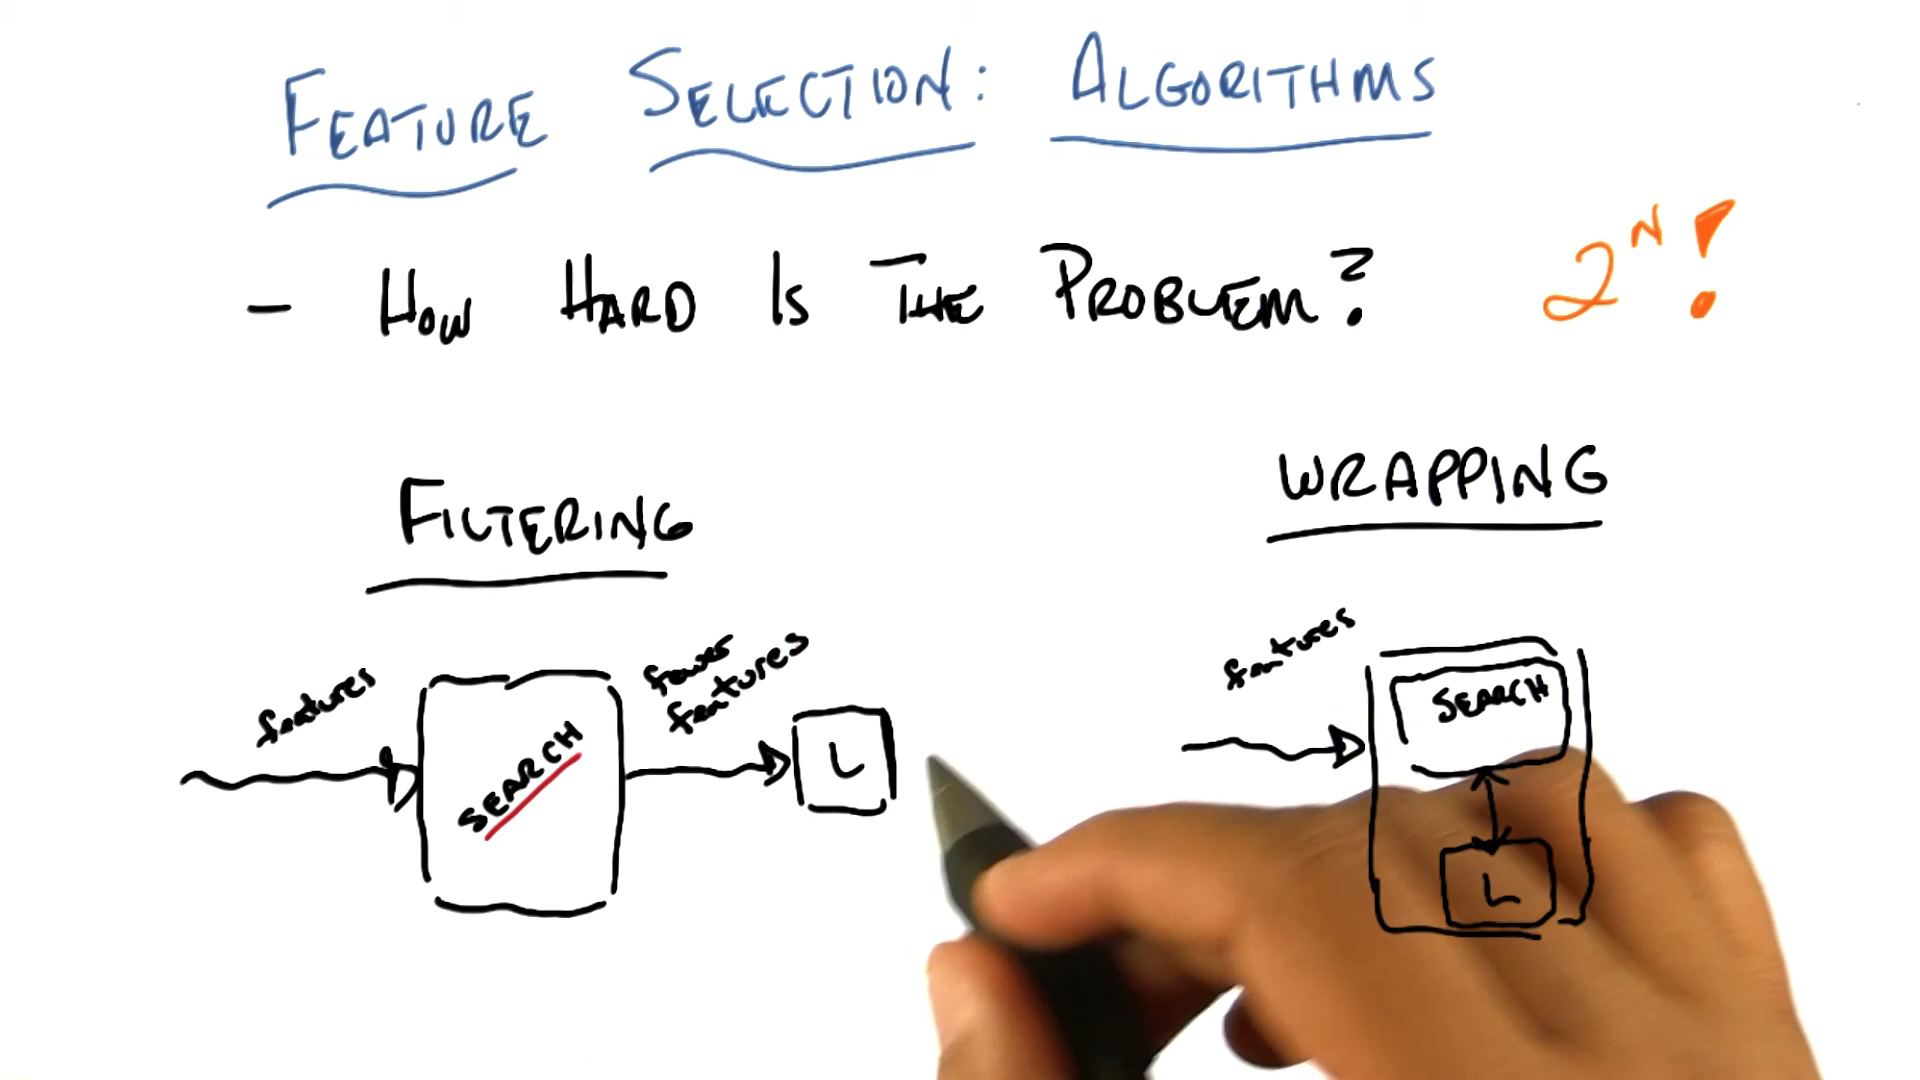 FEATURE SELECTION: ALGORITHMS
- HOW HARD IS THE PROBLEM? 2^N!
FILTERING
WRAPPING
features
SEARCH
fewer
features
L
features
SEARCH
L